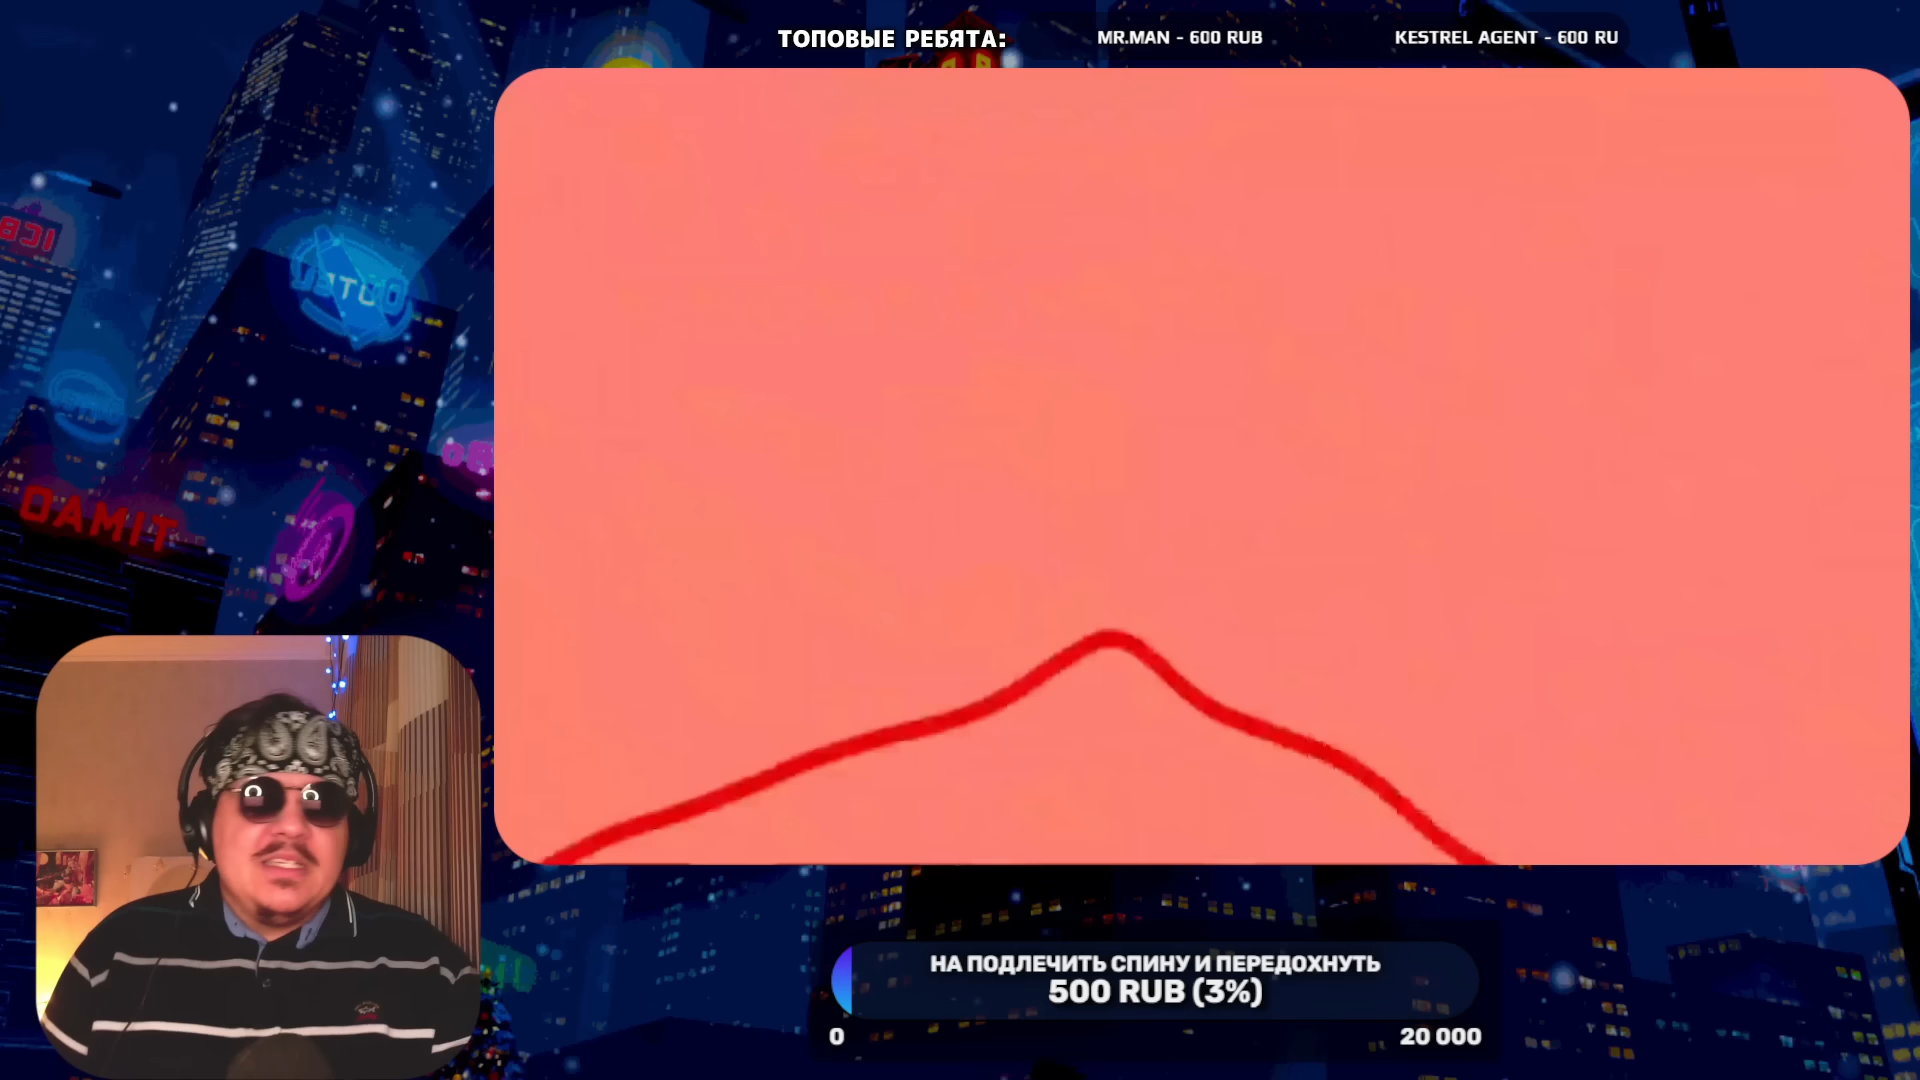 ТОПОВЫЕ РЕБЯТА: MR.MAN - 600 RUB KESTREL AGENT - 600 RU
НА ПОДЛЕЧИТЬ СПИНУ И ПЕРЕДОХНУТЬ
500 RUB (3%)
0 20 000